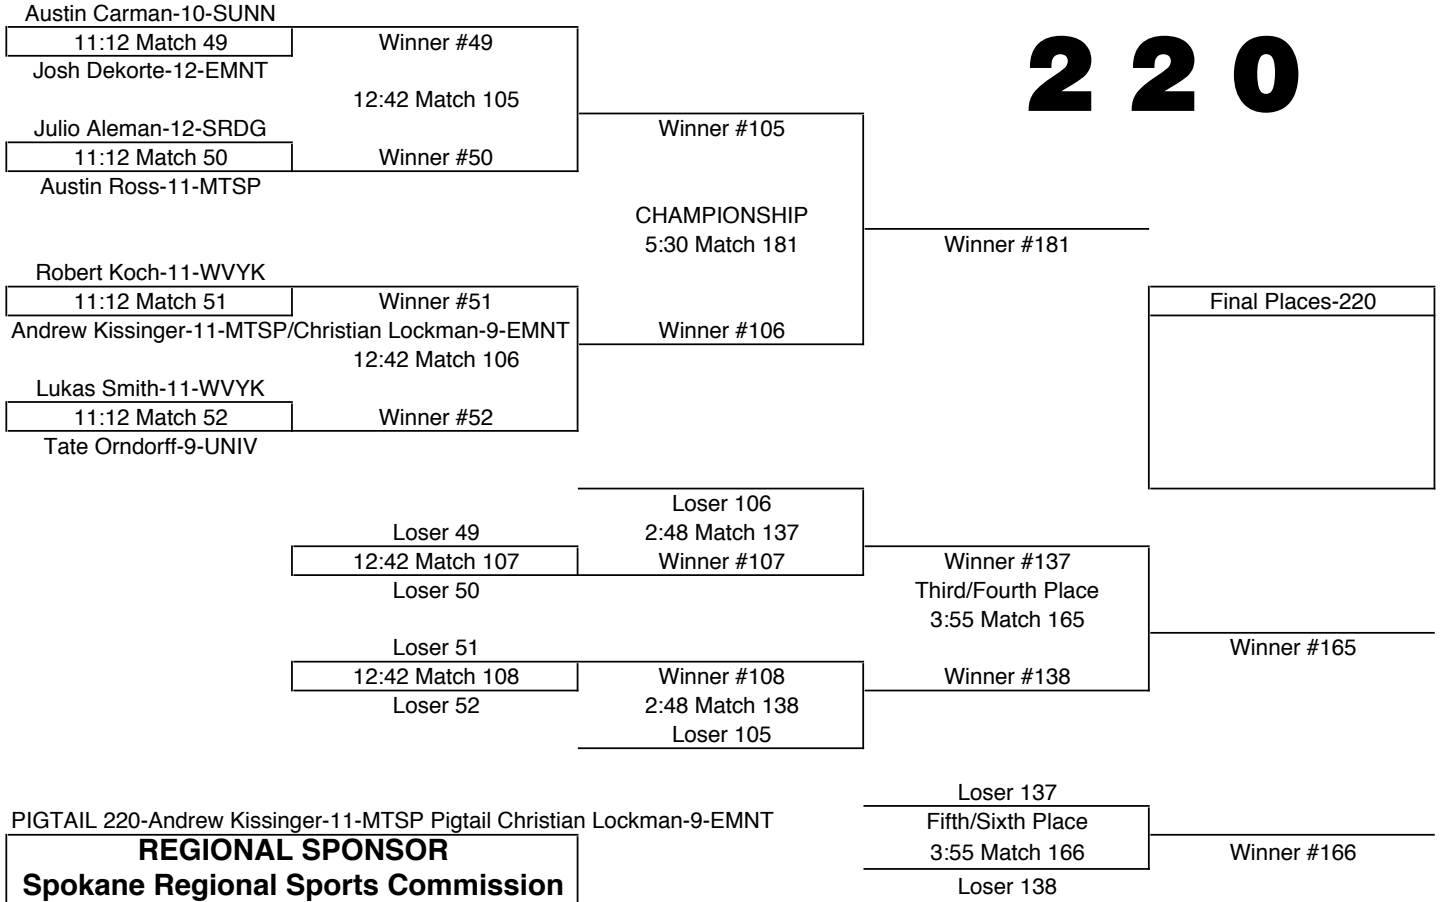 Austin Carman-10-SUNN
11:12 Match 49
Winner #49
Josh Dekorte-12-EMNT
12:42 Match 105
2 2 0
Julio Aleman-12-SRDG
Winner #105
11:12 Match 50
Winner #50
Austin Ross-11-MTSP
CHAMPIONSHIP
5:30 Match 181
Winner #181
Robert Koch-11-WVYK
11:12 Match 51
Winner #51
Final Places-220
Andrew Kissinger-11-MTSP/Christian Lockman-9-EMNT
Winner #106
12:42 Match 106
Lukas Smith-11-WVYK
11:12 Match 52
Winner #52
Tate Orndorff-9-UNIV
Loser 106
Loser 49
2:48 Match 137
12:42 Match 107
Winner #107
Winner #137
Loser 50
Third/Fourth Place
3:55 Match 165
Loser 51
Winner #165
12:42 Match 108
Winner #108
Winner #138
Loser 52
2:48 Match 138
Loser 105
Loser 137
PIGTAIL 220-Andrew Kissinger-11-MTSP Pigtail Christian Lockman-9-EMNT
Fifth/Sixth Place
REGIONAL SPONSOR
3:55 Match 166
Winner #166
Spokane Regional Sports Commission
Loser 138